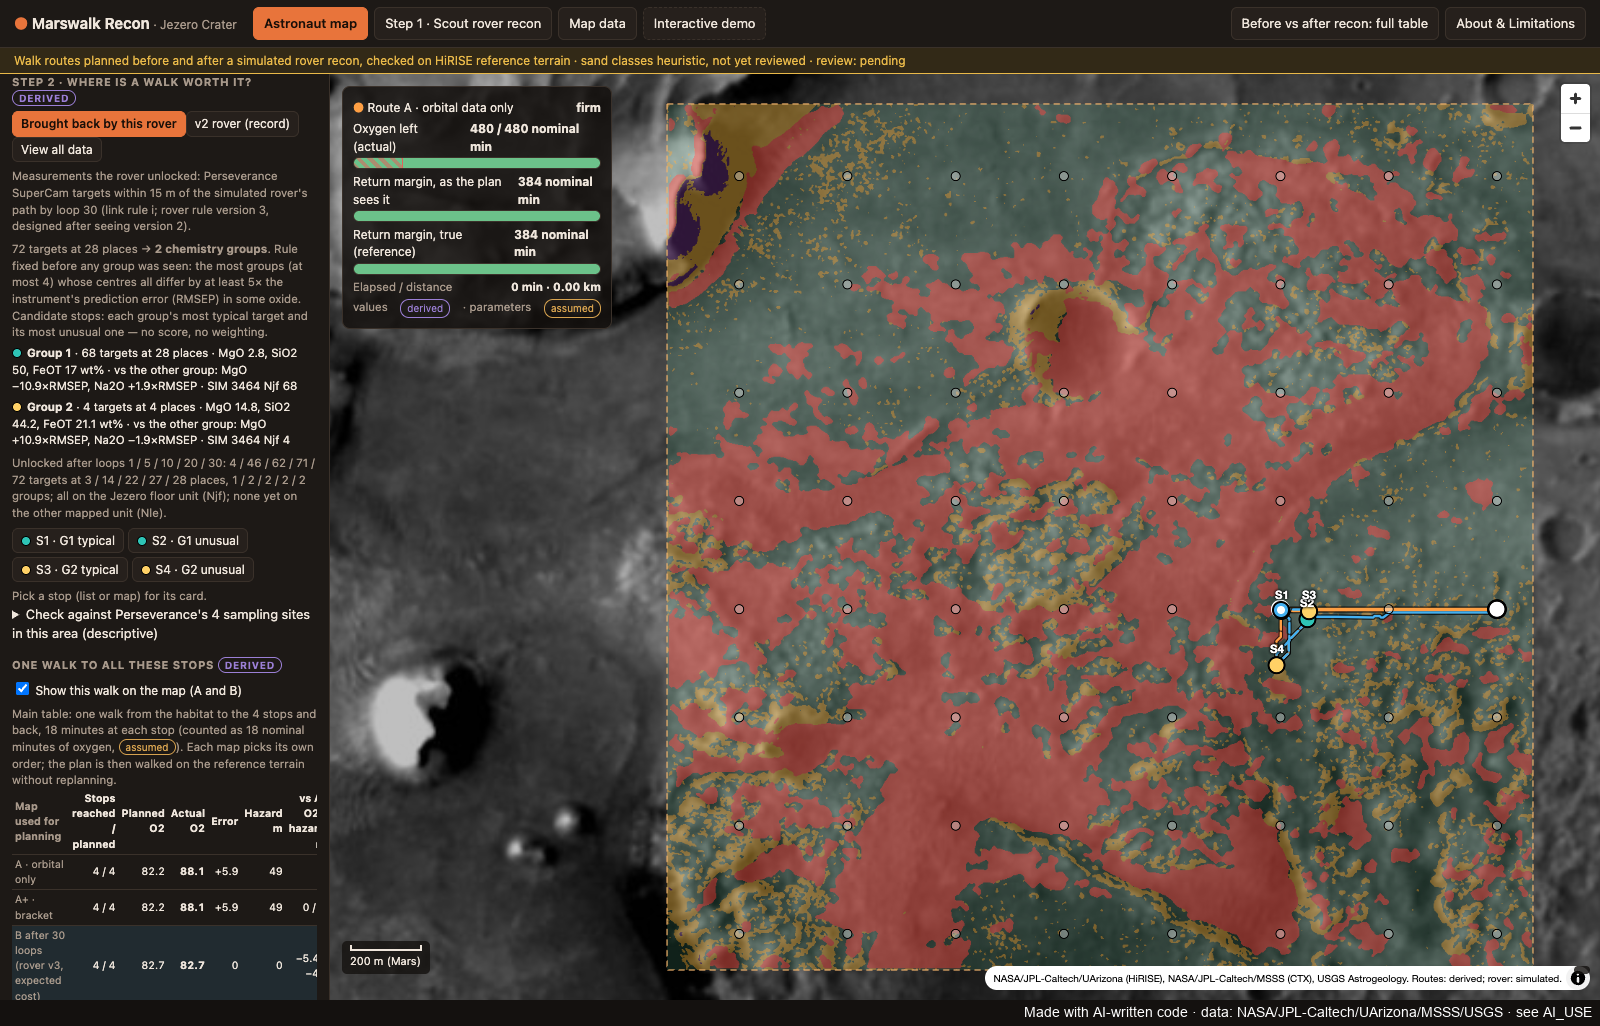 Marswalk Recon · Jezero Crater
Astronaut map
Step 1 · Scout rover recon
Map data
Interactive demo
Before vs after recon: full table
About & Limitations
Walk routes planned before and after a simulated rover recon, checked on HiRISE reference terrain · sand classes heuristic, not yet reviewed · review: pending
STEP 2 · WHERE IS A WALK WORTH IT?
DERIVED
Brought back by this rover
v2 rover (record)
View all data
Measurements the rover unlocked: Perseverance
SuperCam targets within 15 m of the simulated rover's
path by loop 30 (link rule i; rover rule version 3,
designed after seeing version 2).
72 targets at 28 places → 2 chemistry groups. Rule
fixed before any group was seen: the most groups (at
most 4) whose centres all differ by at least 5× the
instrument's prediction error (RMSEP) in some oxide.
Candidate stops: each group's most typical target and
its most unusual one — no score, no weighting.
Group 1 · 68 targets at 28 places · MgO 2.8, SiO2
50, FeOT 17 wt% · vs the other group: MgO
−10.9×RMSEP, Na2O +1.9×RMSEP · SIM 3464 Njf 68
Group 2 · 4 targets at 4 places · MgO 14.8, SiO2
44.2, FeOT 21.1 wt% · vs the other group: MgO
+10.9×RMSEP, Na2O −1.9×RMSEP · SIM 3464 Njf 4
Unlocked after loops 1 / 5 / 10 / 20 / 30: 4 / 46 / 62 / 71 /
72 targets at 3 / 14 / 22 / 27 / 28 places, 1 / 2 / 2 / 2 / 2
groups; all on the Jezero floor unit (Njf); none yet on
the other mapped unit (Nle).
S1 · G1 typical
S2 · G1 unusual
S3 · G2 typical
S4 · G2 unusual
Pick a stop (list or map) for its card.
▶ Check against Perseverance's 4 sampling sites
in this area (descriptive)
ONE WALK TO ALL THESE STOPS DERIVED
Show this walk on the map (A and B)
Main table: one walk from the habitat to the 4 stops and
back, 18 minutes at each stop (counted as 18 nominal
minutes of oxygen, assumed). Each map picks its own
order; the plan is then walked on the reference terrain
without replanning.
Map used for planning
Stops reached / planned
Planned O2
Actual O2
Error
Hazard m
vs
O2
A · orbital only 4 / 4 82.2 88.1 +5.9 49
A+ · bracket 4 / 4 82.2 88.1 +5.9 49 0 /
B after 30 loops (rover v3, expected cost) 4 / 4 82.7 82.7 0 0 −5.4
Route A · orbital data only firm
Oxygen left (actual) 480 / 480 nominal min
Return margin, as the plan sees it 384 nominal min
Return margin, true (reference) 384 nominal min
Elapsed / distance 0 min · 0.00 km
values derived · parameters assumed
+
−
S1
S3
S2
S4
200 m (Mars)
NASA/JPL-Caltech/UArizona (HiRISE), NASA/JPL-Caltech/MSSS (CTX), USGS Astrogeology. Routes: derived; rover: simulated.
Made with AI-written code · data: NASA/JPL-Caltech/UArizona/MSSS/USGS · see AI_USE